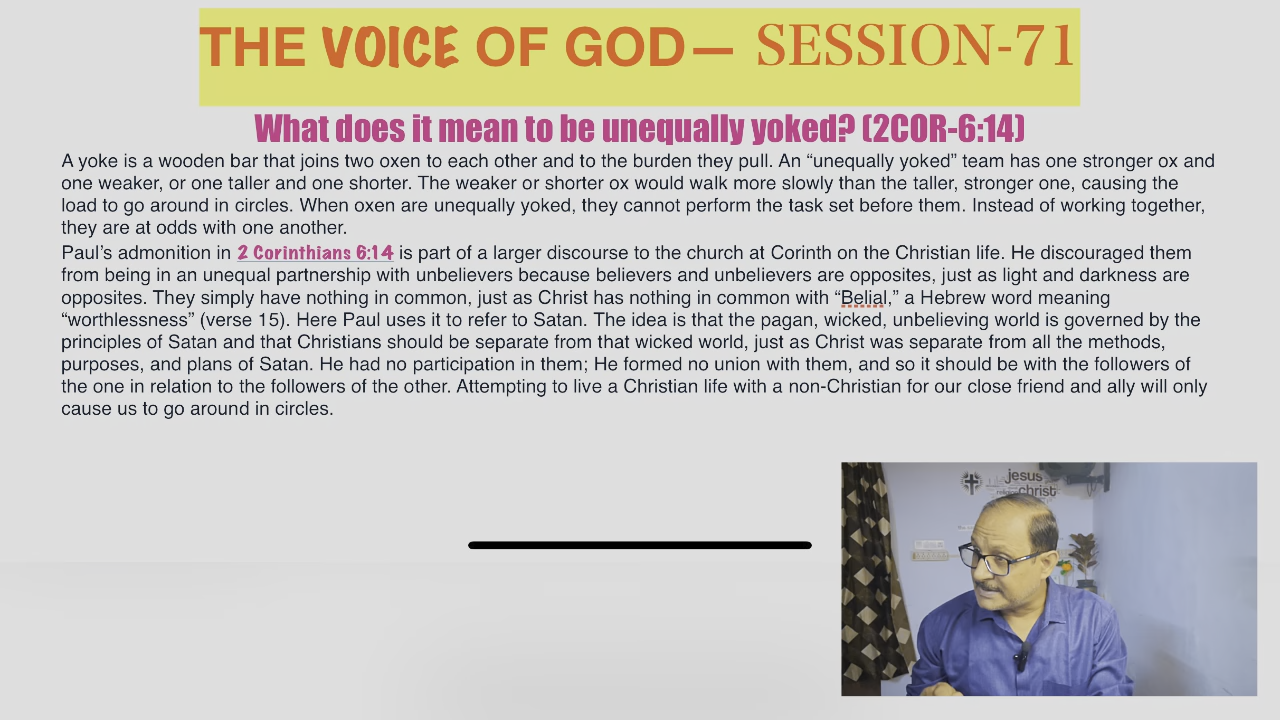 THE VOICE OF GOD— SESSION-71
What does it mean to be unequally yoked? (2COR-6:14)
A yoke is a wooden bar that joins two oxen to each other and to the burden they pull. An “unequally yoked” team has one stronger ox and
one weaker, or one taller and one shorter. The weaker or shorter ox would walk more slowly than the taller, stronger one, causing the
load to go around in circles. When oxen are unequally yoked, they cannot perform the task set before them. Instead of working together,
they are at odds with one another.
Paul’s admonition in 2 Corinthians 6:14 is part of a larger discourse to the church at Corinth on the Christian life. He discouraged them
from being in an unequal partnership with unbelievers because believers and unbelievers are opposites, just as light and darkness are
opposites. They simply have nothing in common, just as Christ has nothing in common with “Belial,” a Hebrew word meaning
“worthlessness” (verse 15). Here Paul uses it to refer to Satan. The idea is that the pagan, wicked, unbelieving world is governed by the
principles of Satan and that Christians should be separate from that wicked world, just as Christ was separate from all the methods,
purposes, and plans of Satan. He had no participation in them; He formed no union with them, and so it should be with the followers of
the one in relation to the followers of the other. Attempting to live a Christian life with a non-Christian for our close friend and ally will only
cause us to go around in circles.
jesus
christ